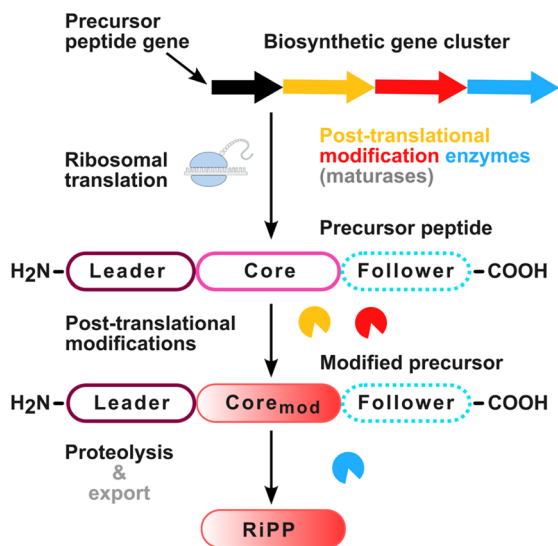 Precursor
peptide gene
Biosynthetic gene cluster
Ribosomal
translation
Post-translational
modification enzymes
(maturases)
Precursor peptide
H2N– Leader Core Follower –COOH
Post-translational
modifications
Modified precursor
H2N– Leader Coremod Follower –COOH
Proteolysis
&
export
RiPP